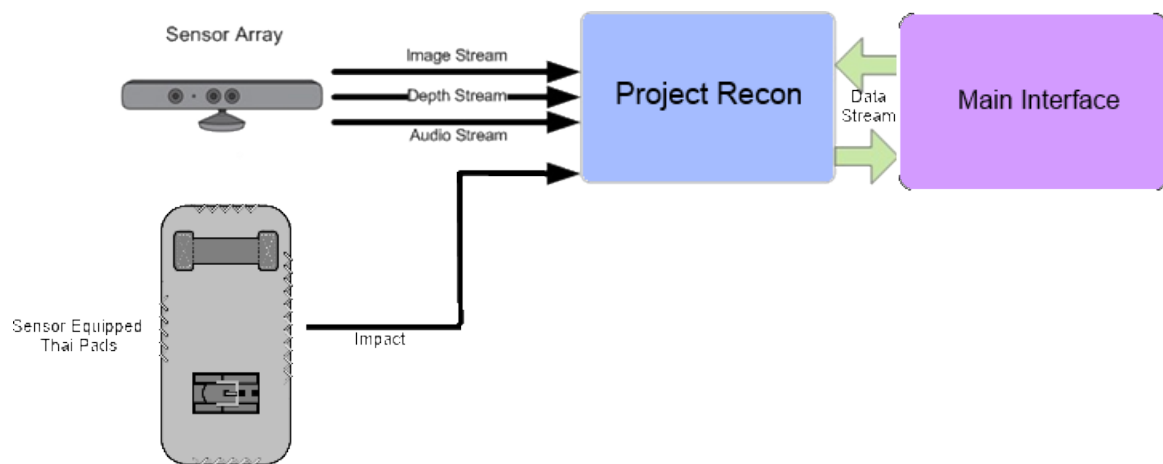 Sensor Array
Image Stream
Depth Stream
Audio Stream
Project Recon
Data
Stream
Main Interface
Sensor Equipped
Thai Pads
Impact